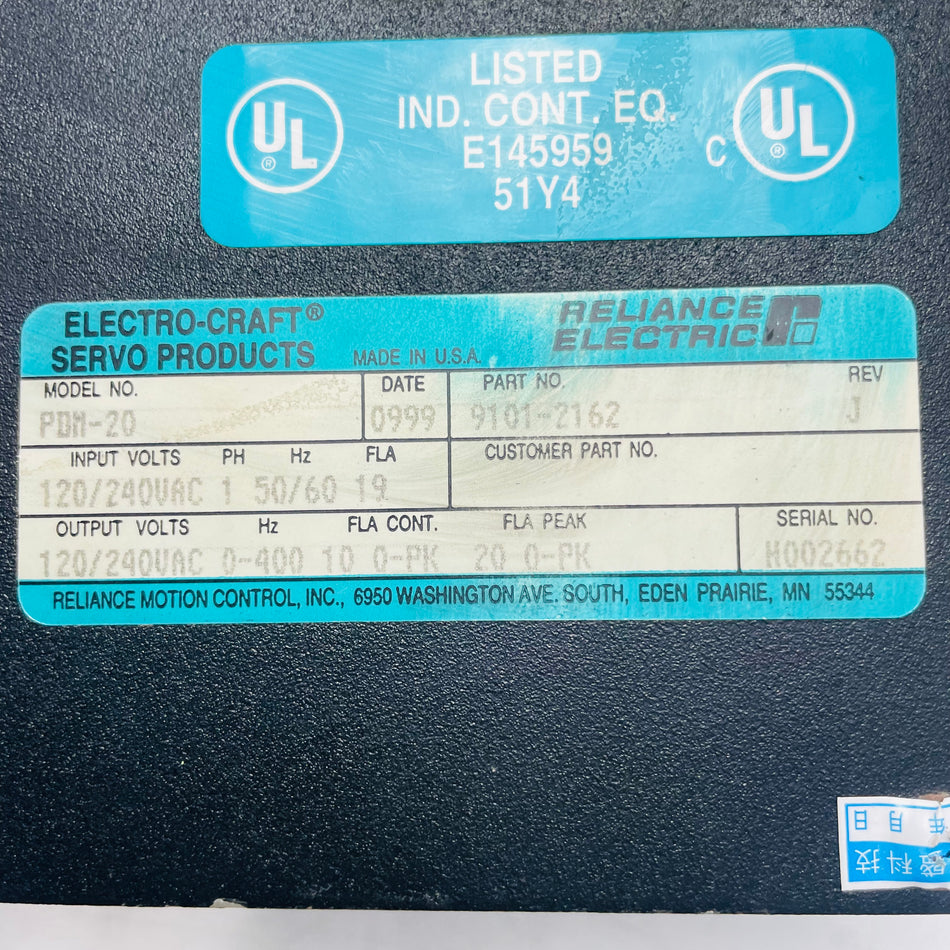 LISTED
IND. CONT. EQ.
E145959
51Y4
UL ®
C UL ®
ELECTRO-CRAFT®
SERVO PRODUCTS MADE IN U.S.A.
RELIANCE
ELECTRIC
MODEL NO. DATE PART NO. REV
PDM-20 0999 9101-2162 J
INPUT VOLTS PH Hz FLA CUSTOMER PART NO.
120/240VAC 1 50/60 19
OUTPUT VOLTS Hz FLA CONT. FLA PEAK SERIAL NO.
120/240VAC 0-400 10 0-PK 20 0-PK H002662
RELIANCE MOTION CONTROL, INC., 6950 WASHINGTON AVE. SOUTH, EDEN PRAIRIE, MN 55344
年 月 日
科技